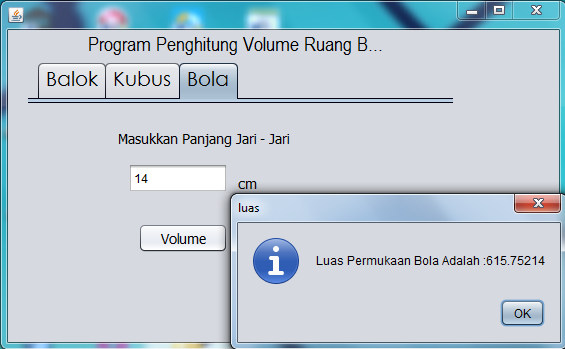 Program Penghitung Volume Ruang B...
Balok Kubus Bola
Masukkan Panjang Jari - Jari
14 cm
Volume
luas
Luas Permukaan Bola Adalah :615.75214
OK